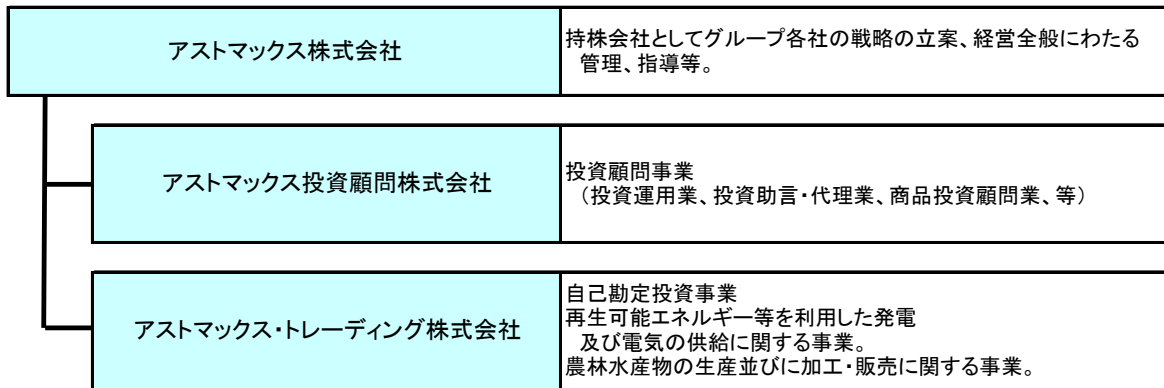 アストマックス株式会社
持株会社としてグループ各社の戦略の立案、経営全般にわたる
管理、指導等。
アストマックス投資顧問株式会社
投資顧問事業
（投資運用業、投資助言・代理業、商品投資顧問業、等）
アストマックス・トレーディング株式会社
自己勘定投資事業
再生可能エネルギー等を利用した発電
及び電気の供給に関する事業。
農林水産物の生産並びに加工・販売に関する事業。